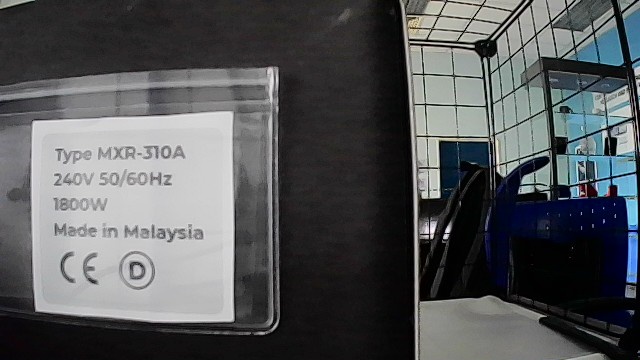 Type MXR-310A
240V 50/60Hz
1800W
Made in Malaysia
CE D